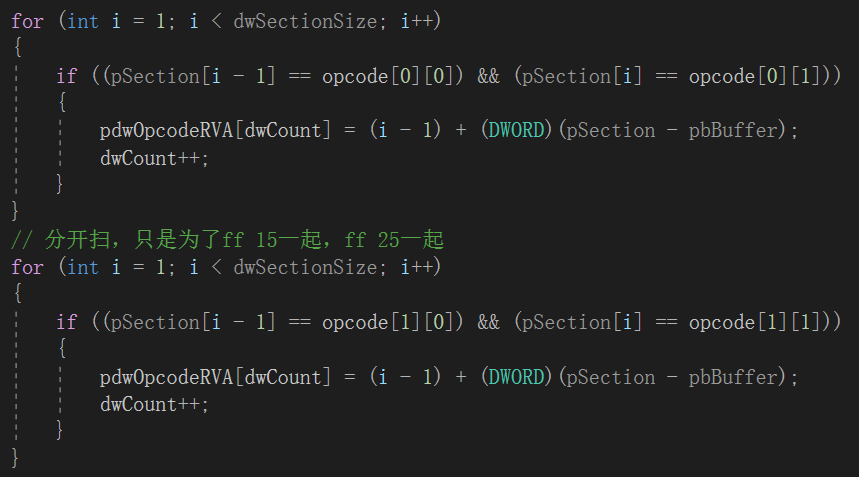 for (int i = 1; i < dwSectionSize; i++)
{
    if ((pSection[i - 1] == opcode[0][0]) && (pSection[i] == opcode[0][1]))
    {
        pdwOpcodeRVA[dwCount] = (i - 1) + (DWORD)(pSection - pbBuffer);
        dwCount++;
    }
}
// 分开扫，只是为了ff 15一起，ff 25一起
for (int i = 1; i < dwSectionSize; i++)
{
    if ((pSection[i - 1] == opcode[1][0]) && (pSection[i] == opcode[1][1]))
    {
        pdwOpcodeRVA[dwCount] = (i - 1) + (DWORD)(pSection - pbBuffer);
        dwCount++;
    }
}